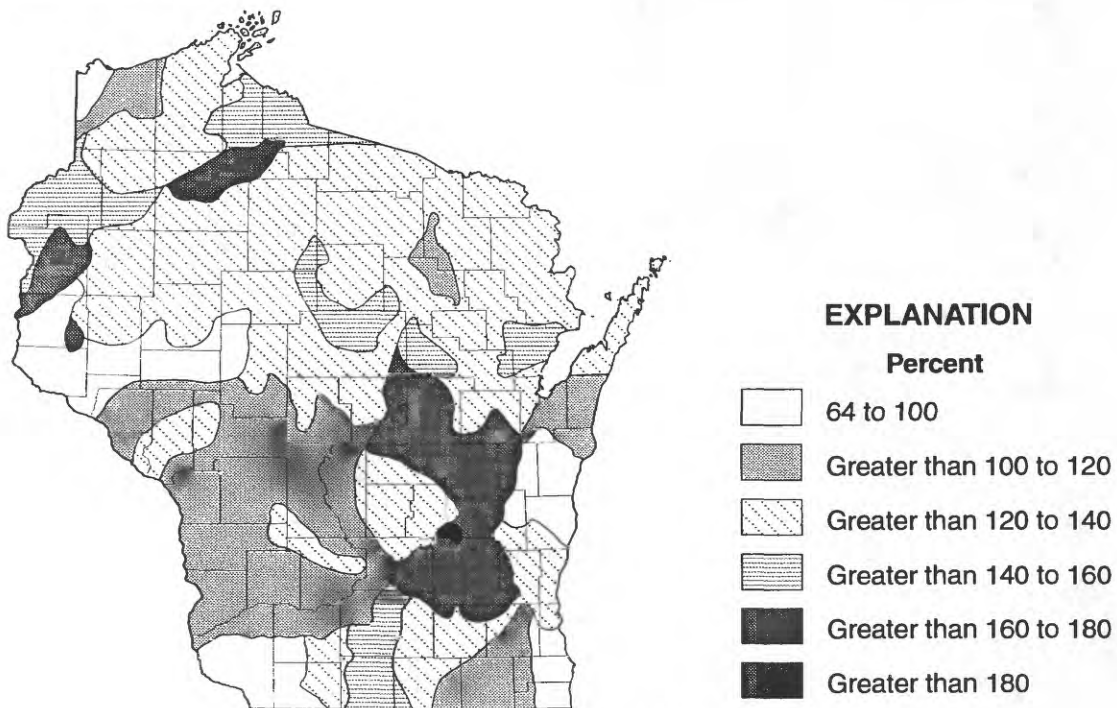 EXPLANATION
Percent
64 to 100
Greater than 100 to 120
Greater than 120 to 140
Greater than 140 to 160
Greater than 160 to 180
Greater than 180